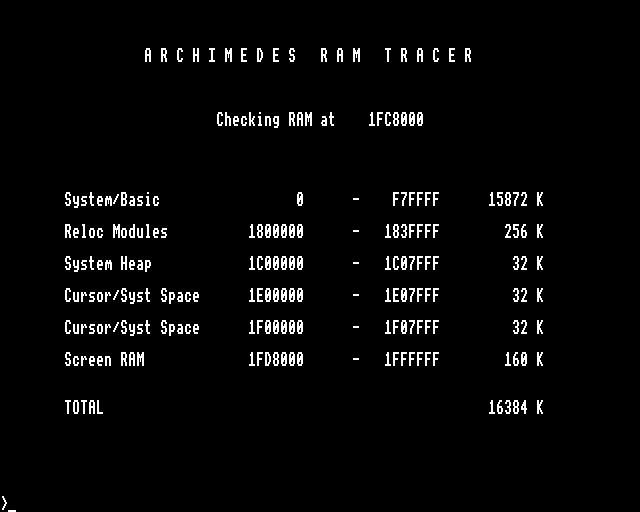 ARCHIMEDES RAM TRACER
Checking RAM at 1FC8000
System/Basic 0 - F7FFFF 15872 K
Reloc Modules 1800000 - 183FFFF 256 K
System Heap 1C00000 - 1C07FFF 32 K
Cursor/Syst Space 1E00000 - 1E07FFF 32 K
Cursor/Syst Space 1F00000 - 1F07FFF 32 K
Screen RAM 1FD8000 - 1FFFFFF 160 K
TOTAL 16384 K
>_